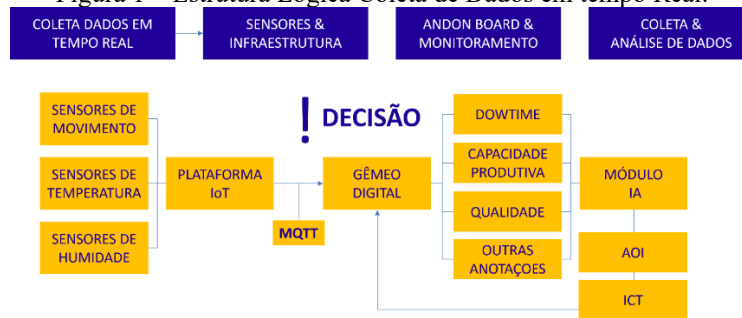 Figura 1 – Estrutura Lógica Coleta de Dados em tempo Real.
COLETA DADOS EM
TEMPO REAL
SENSORES &
INFRAESTRUTURA
ANDON BOARD &
MONITORAMENTO
COLETA &
ANÁLISE DE DADOS
! DECISÃO
SENSORES DE
MOVIMENTO
SENSORES DE
TEMPERATURA
SENSORES DE
HUMIDADE
PLATAFORMA
IoT
MQTT
GÊMEO
DIGITAL
DOWTIME
CAPACIDADE
PRODUTIVA
QUALIDADE
OUTRAS
ANOTAÇOES
MÓDULO
IA
AOI
ICT